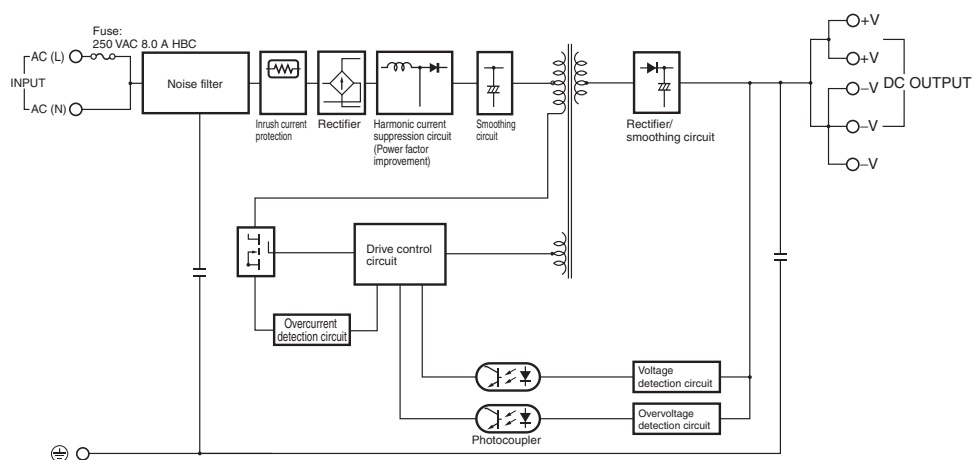 Fuse:
250 VAC 8.0 A HBC
AC (L)
INPUT
AC (N)
Noise filter
Inrush current
protection
Rectifier
Harmonic current
suppression circuit
(Power factor
improvement)
Smoothing
circuit
Rectifier/
smoothing circuit
+V
+V
–V
DC OUTPUT
–V
–V
Drive control
circuit
Overcurrent
detection circuit
Voltage
detection circuit
Overvoltage
detection circuit
Photocoupler